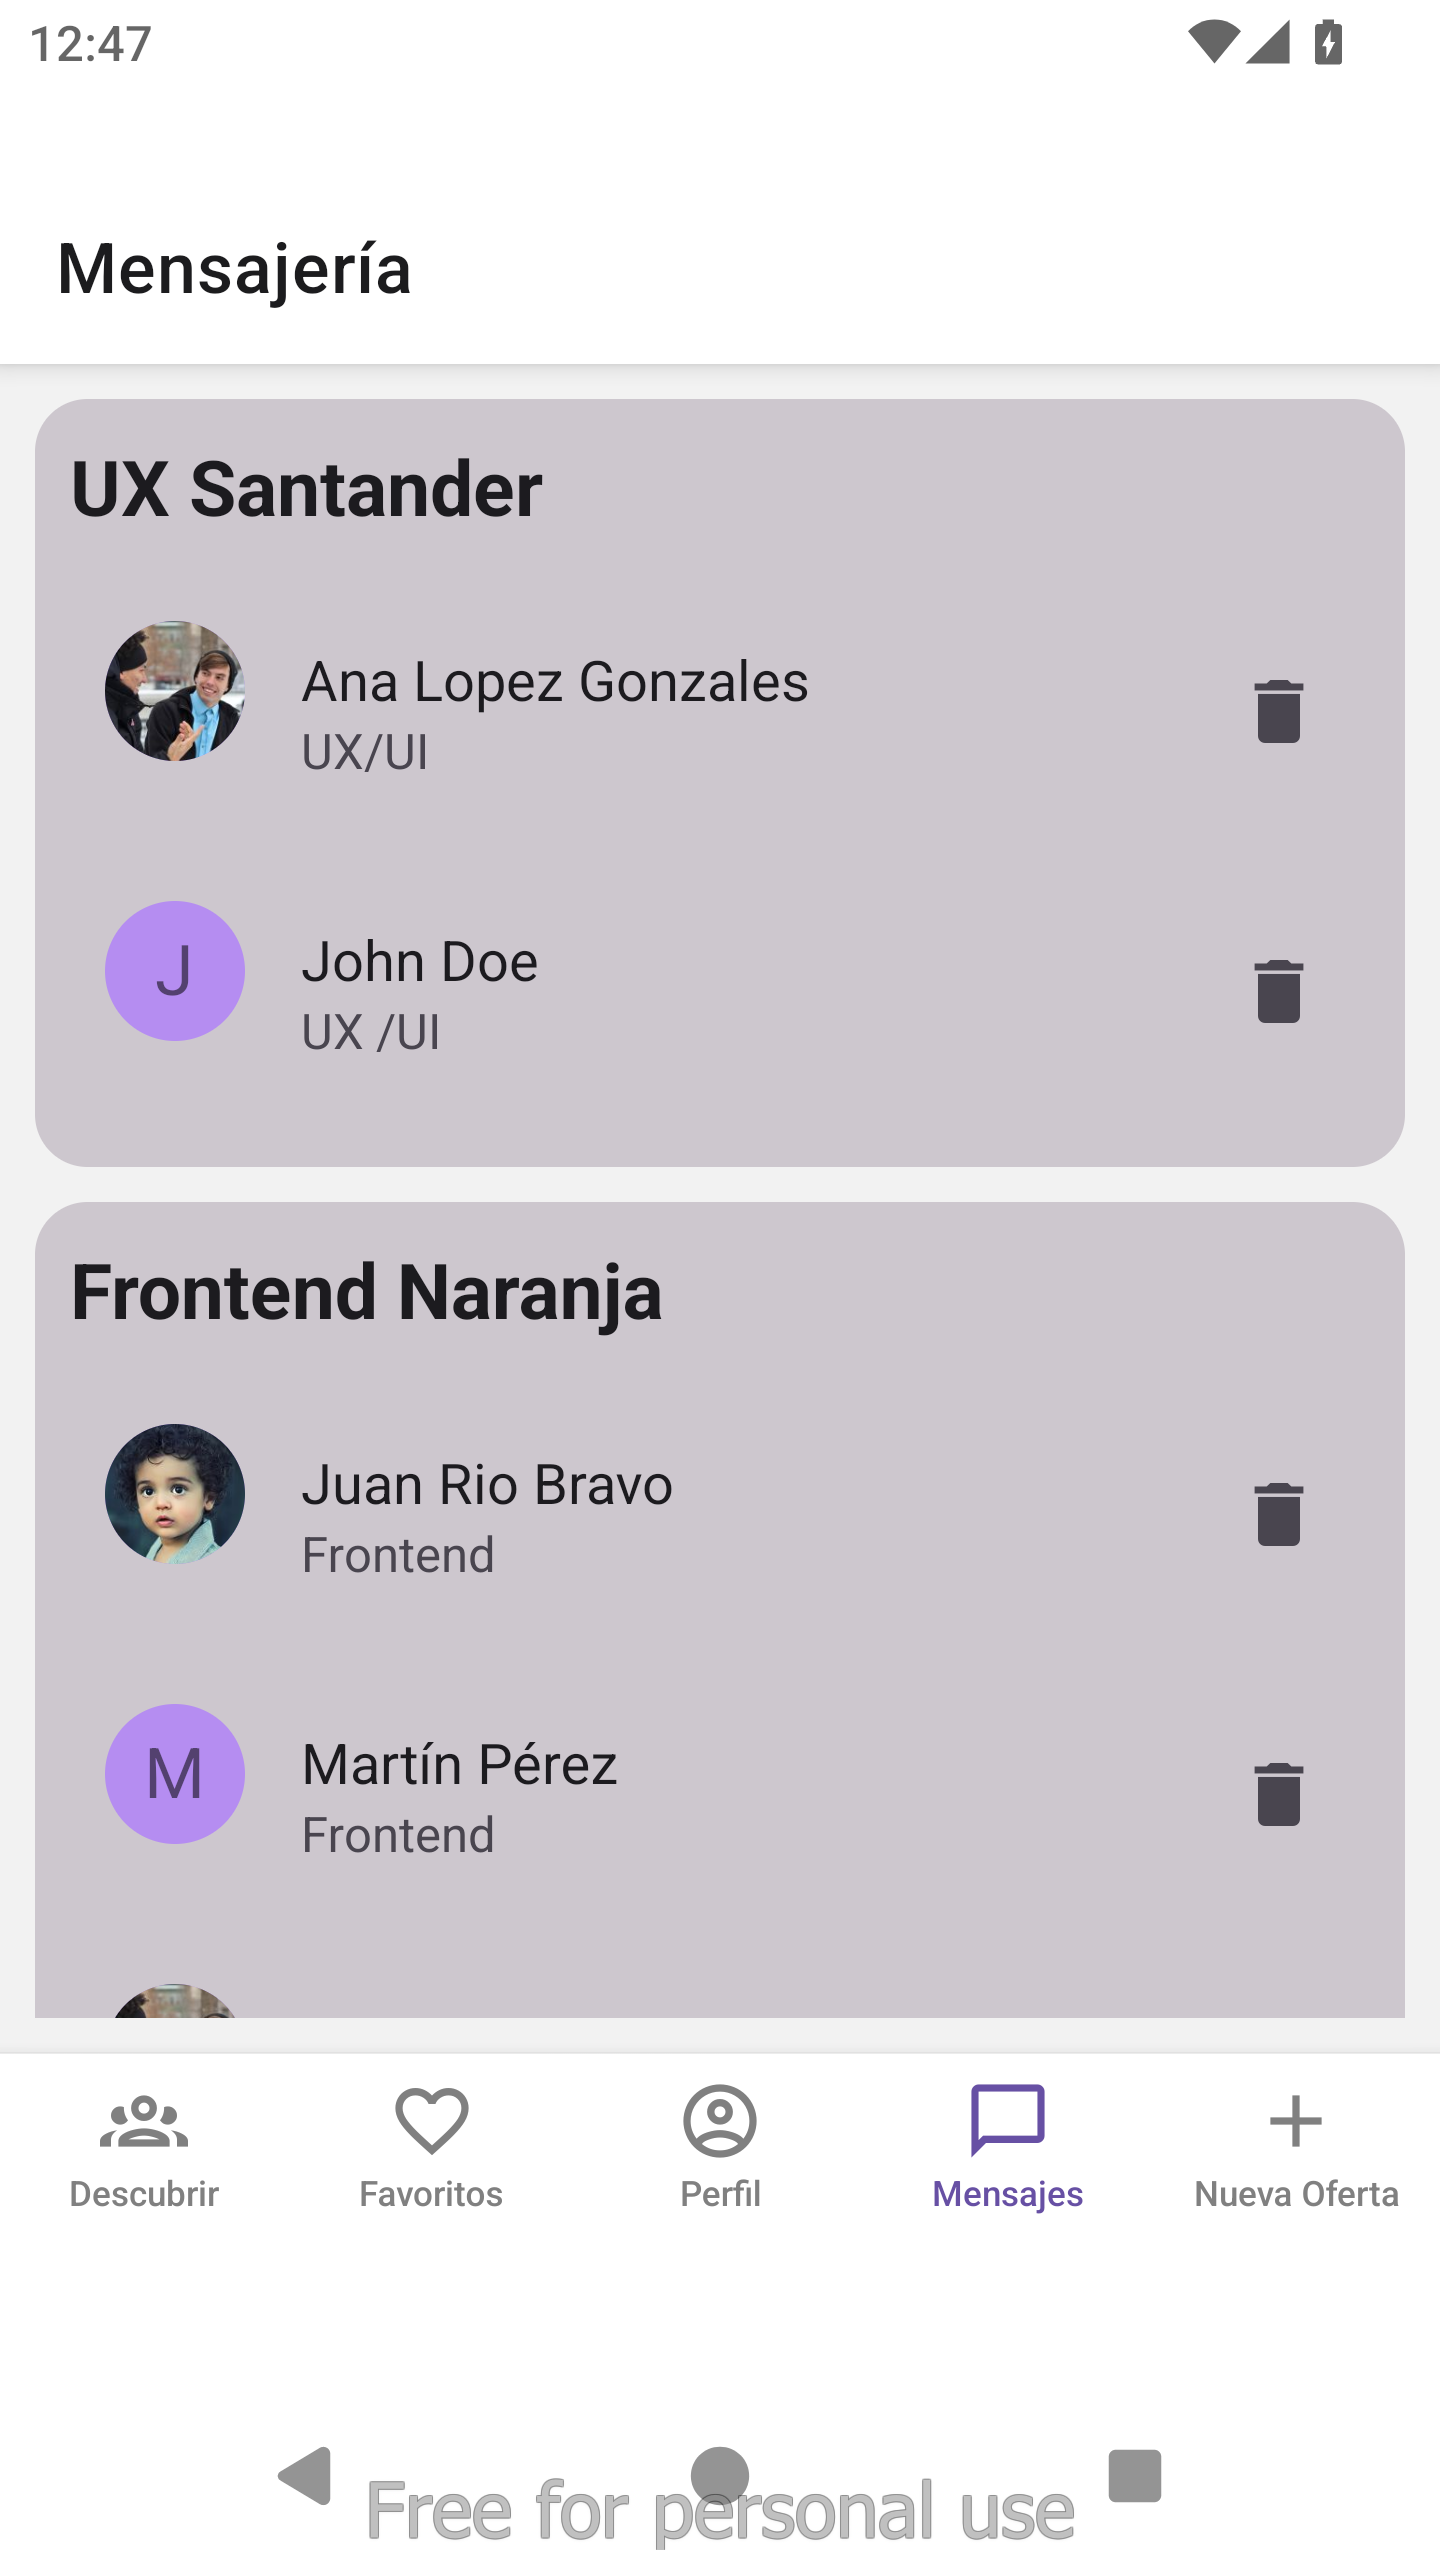 12:47
Mensajería
UX Santander
Ana Lopez Gonzales
UX/UI
J
John Doe
UX /UI
Frontend Naranja
Juan Rio Bravo
Frontend
M
Martín Pérez
Frontend
Descubrir
Favoritos
Perfil
Mensajes
Nueva Oferta
Free for personal use